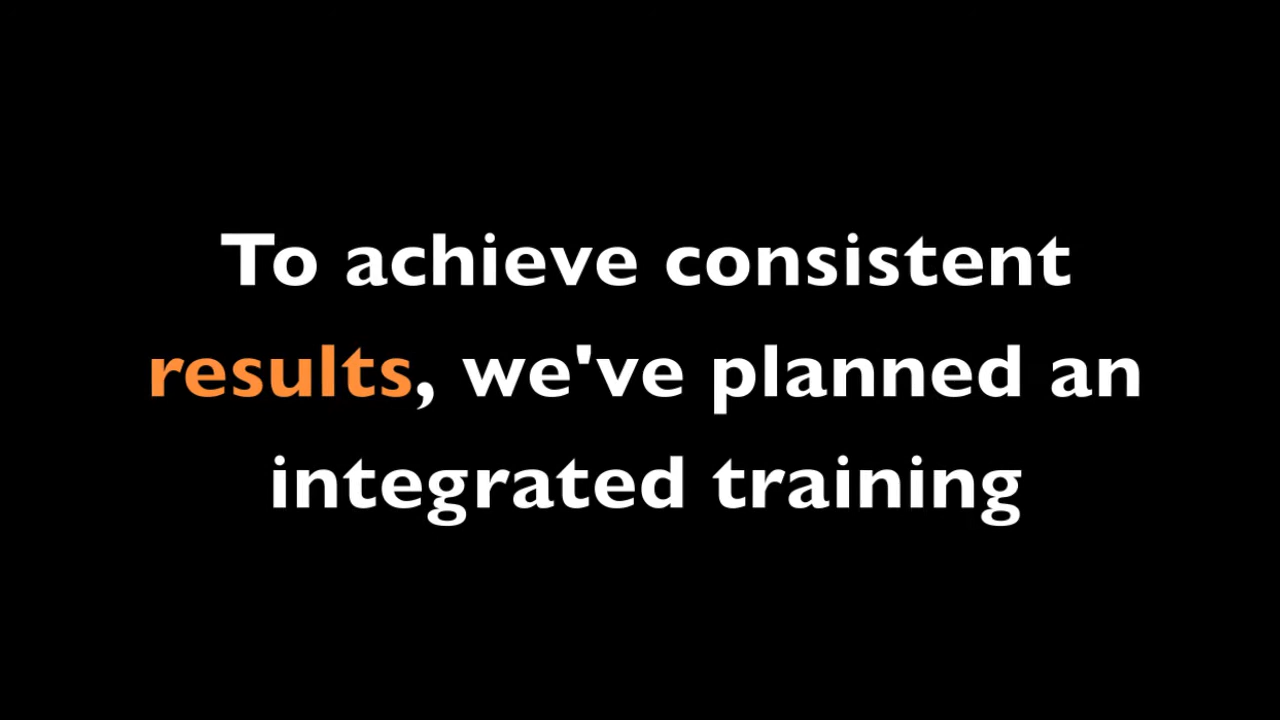 To achieve consistent
results, we've planned an
integrated training